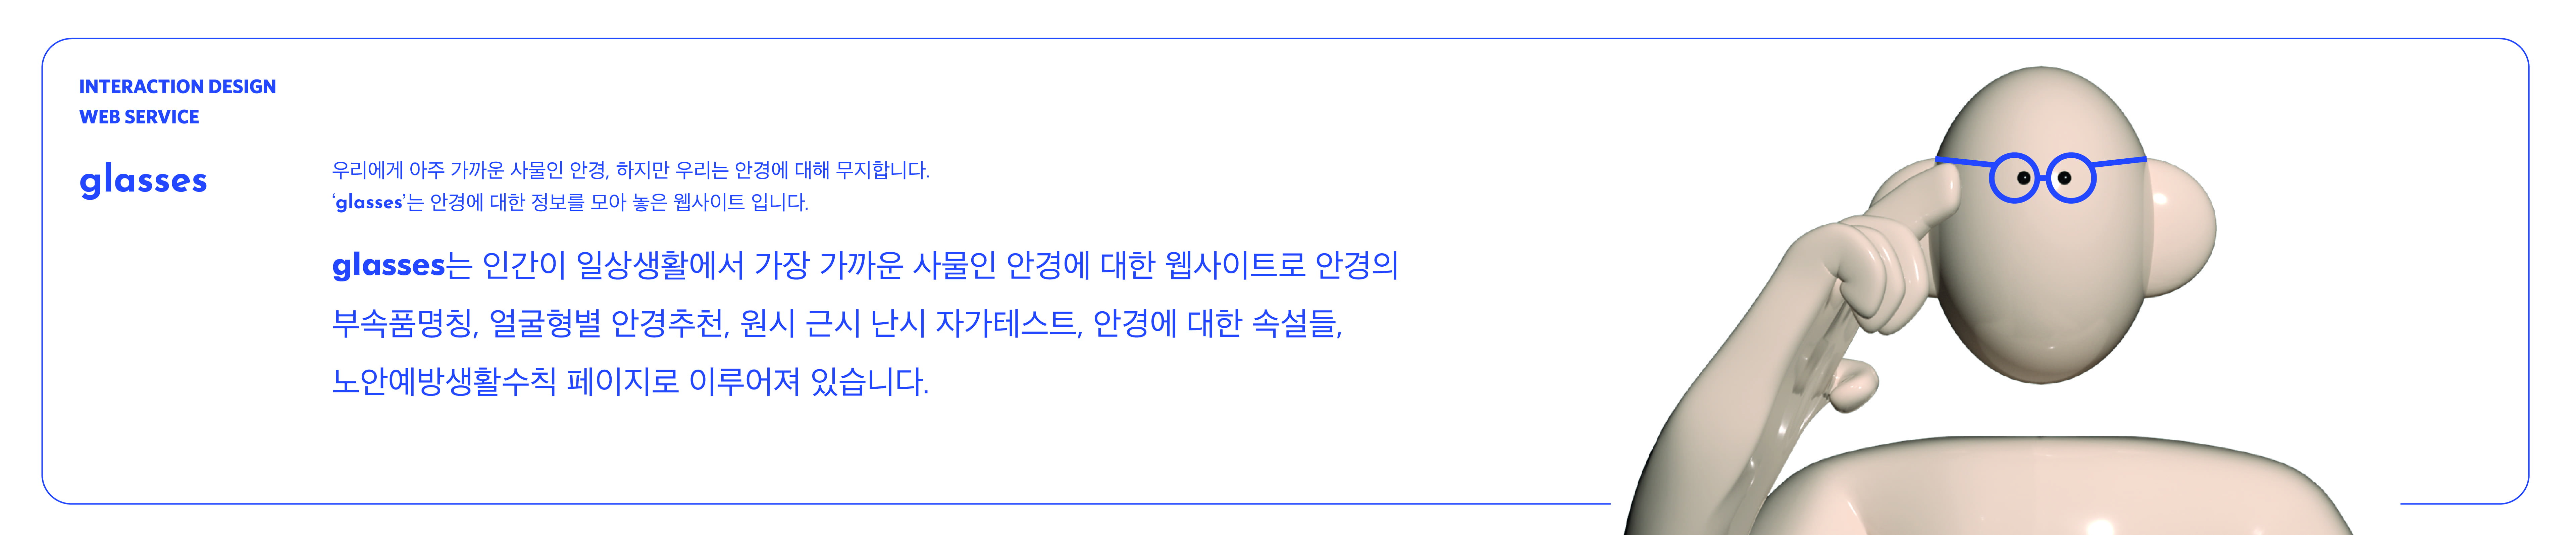 INTERACTION DESIGN
WEB SERVICE
glasses
우리에게 아주 가까운 사물인 안경, 하지만 우리는 안경에 대해 무지합니다.
‘glasses’는 안경에 대한 정보를 모아 놓은 웹사이트 입니다.
glasses는 인간이 일상생활에서 가장 가까운 사물인 안경에 대한 웹사이트로 안경의
부속품명칭, 얼굴형별 안경추천, 원시 근시 난시 자가테스트, 안경에 대한 속설들,
노안예방생활수칙 페이지로 이루어져 있습니다.